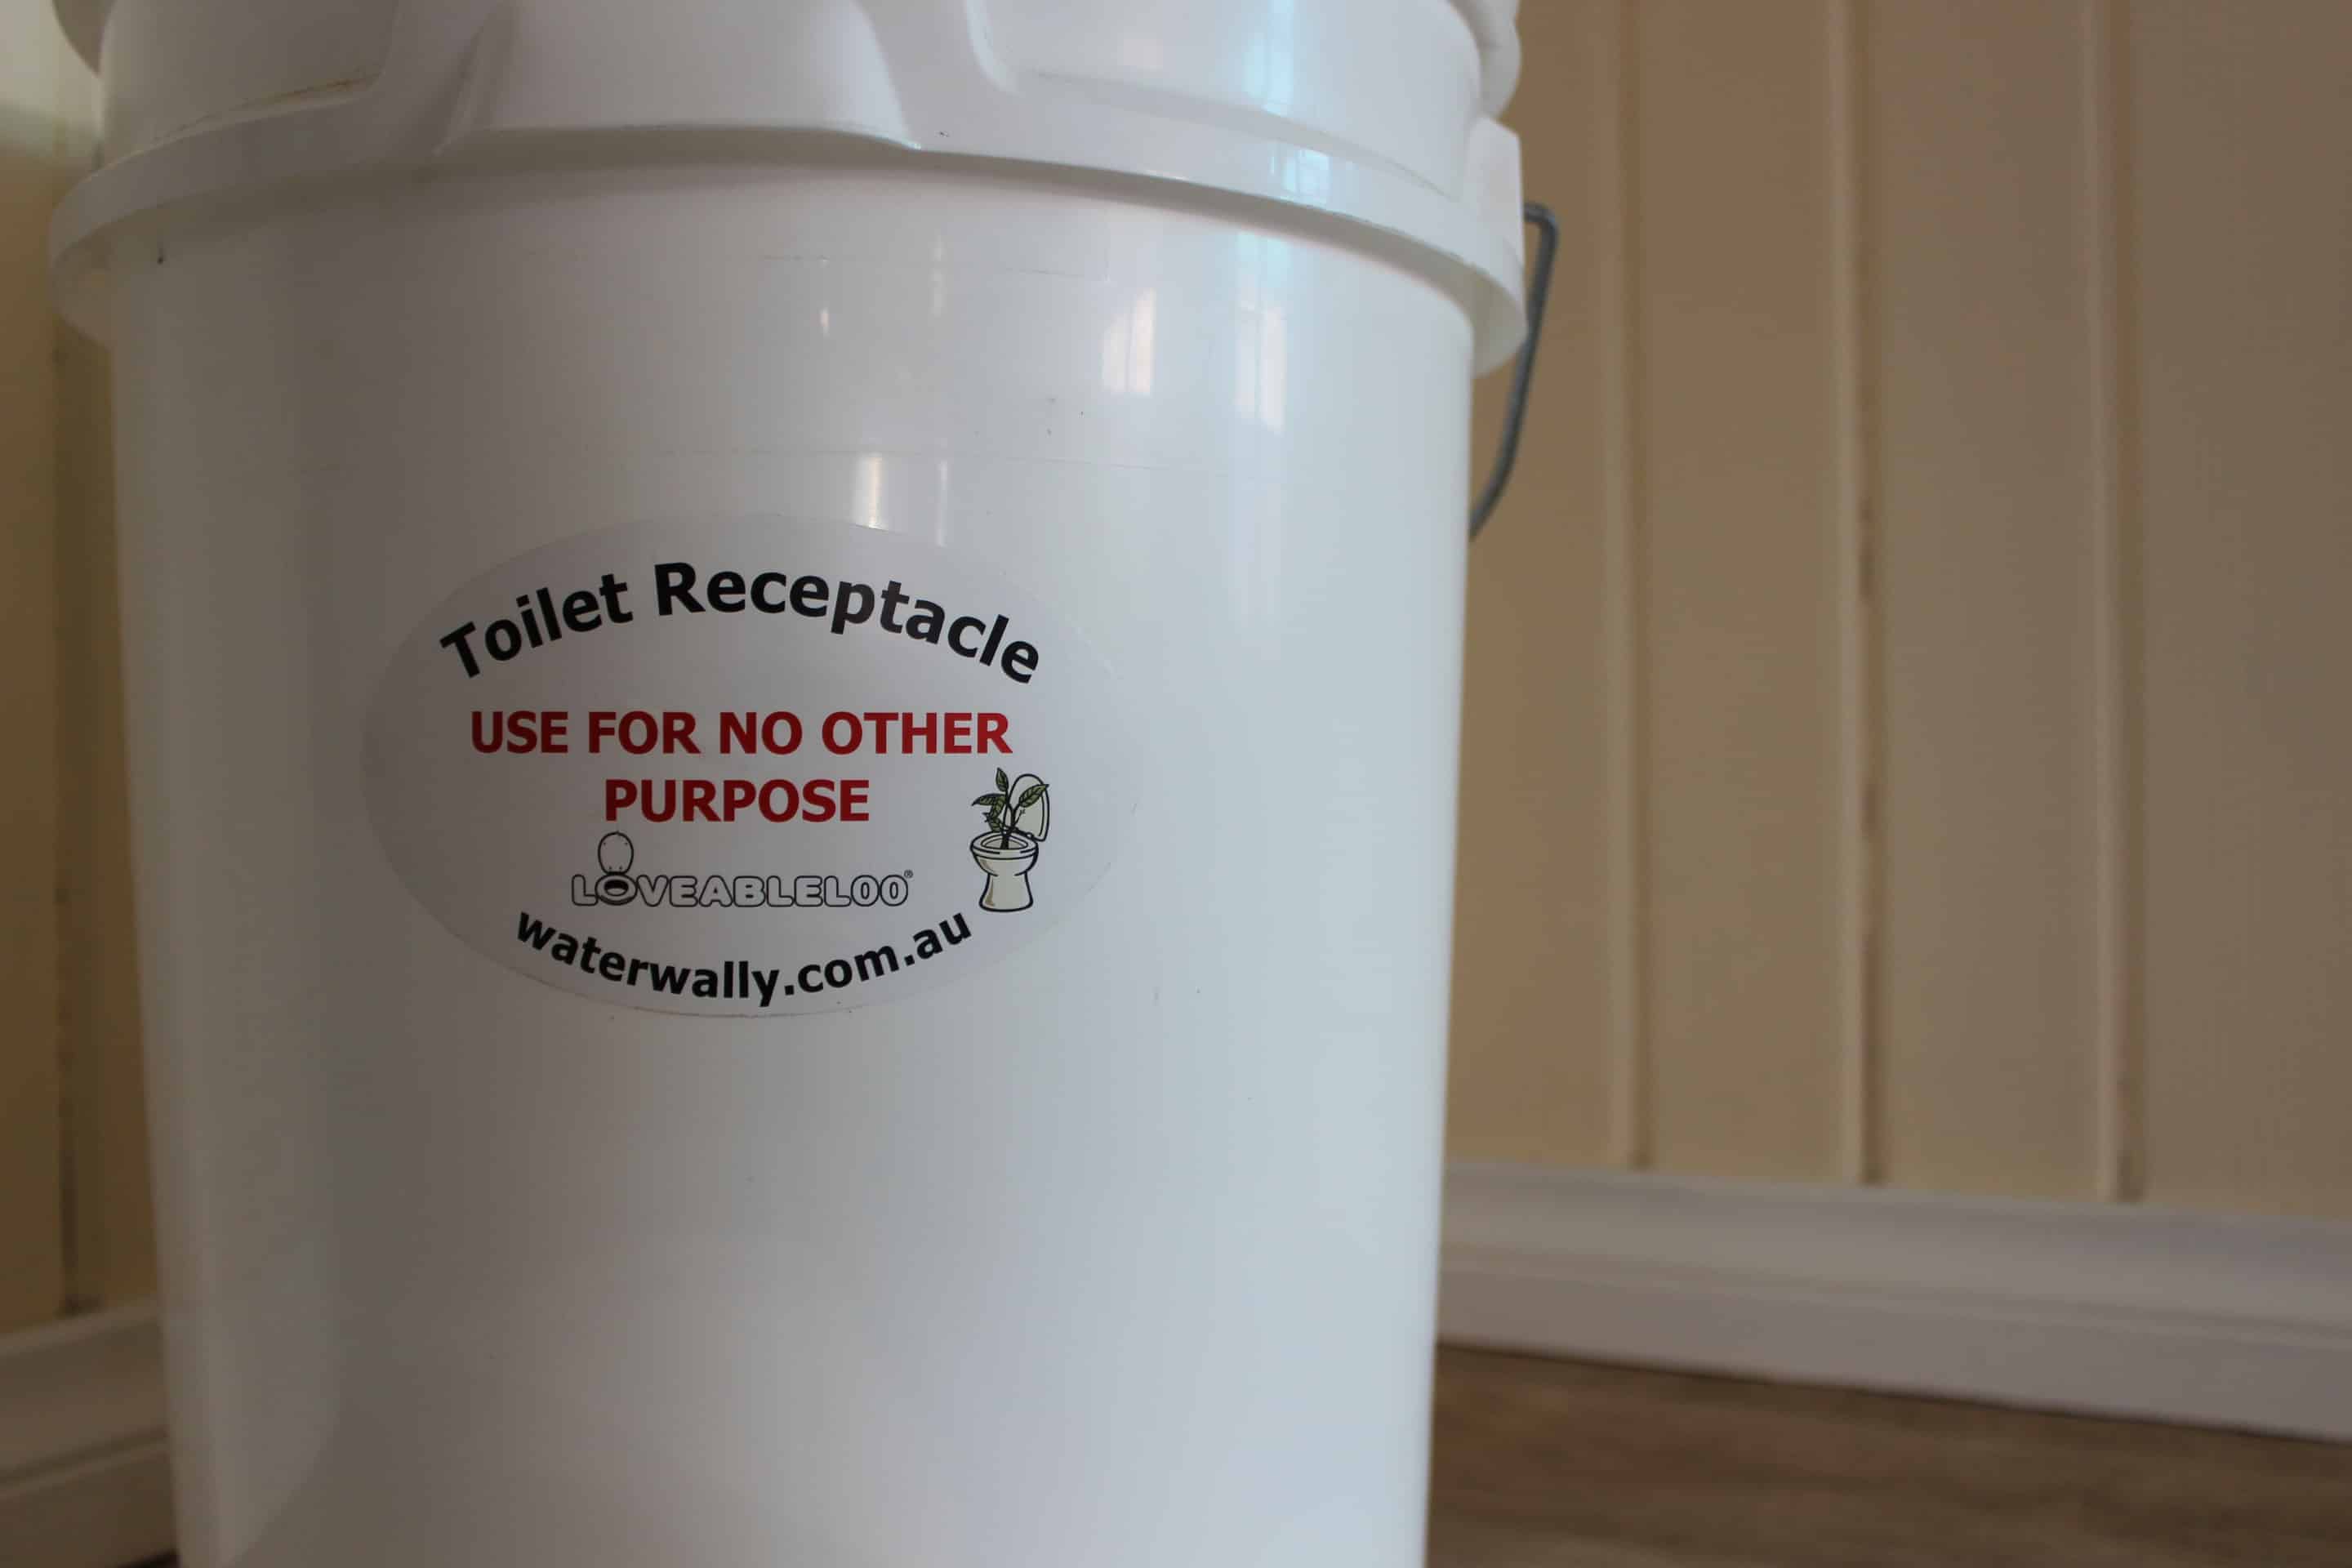 Toilet Receptacle
USE FOR NO OTHER
PURPOSE
LOVEABLELOO®
waterwally.com.au